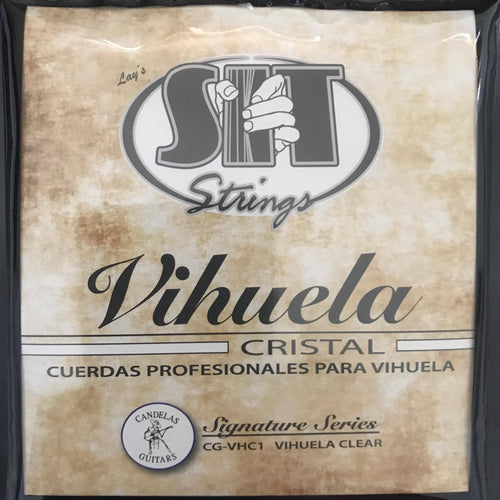 Lay's
SIT
Strings
Vihuela
CRISTAL
CUERDAS PROFESIONALES PARA VIHUELA
CANDELAS
GUITARS
Signature Series
CG-VHC1 VIHUELA CLEAR